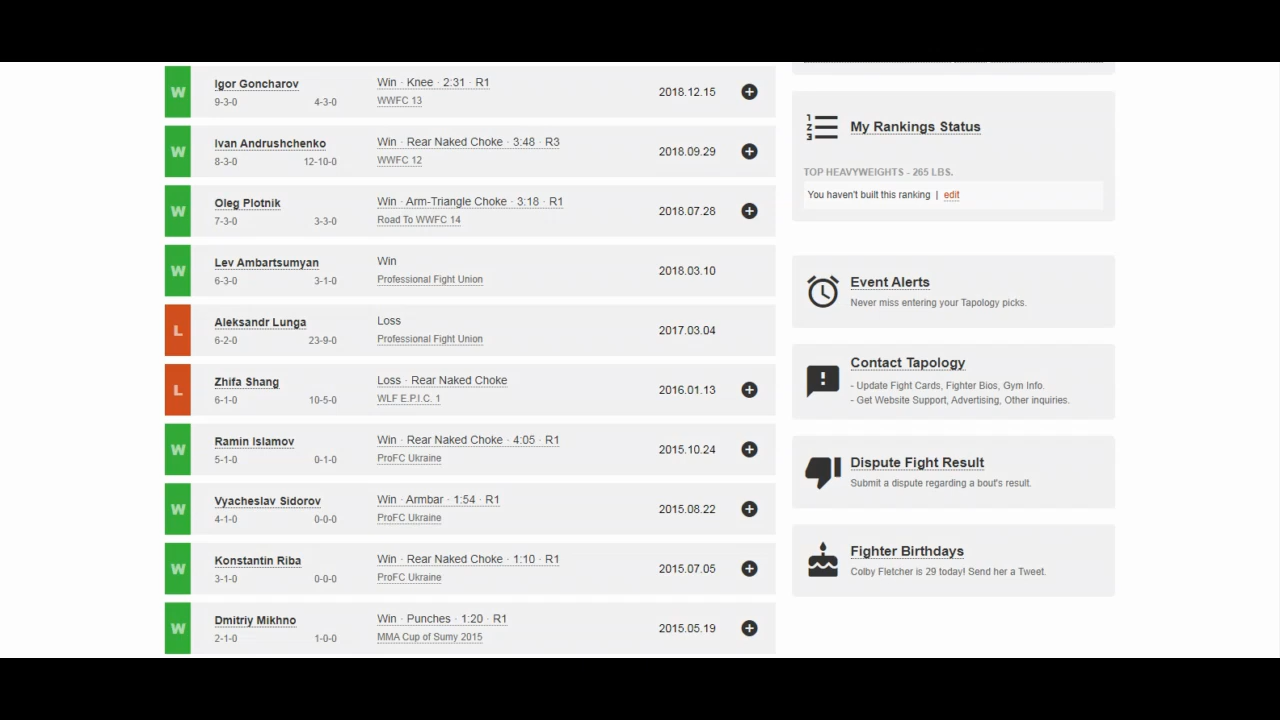 W
Igor Goncharov
9-3-0 4-3-0
Win · Knee · 2:31 · R1
WWFC 13
2018.12.15
W
Ivan Andrushchenko
8-3-0 12-10-0
Win · Rear Naked Choke · 3:48 · R3
WWFC 12
2018.09.29
W
Oleg Plotnik
7-3-0 3-3-0
Win · Arm-Triangle Choke · 3:18 · R1
Road To WWFC 14
2018.07.28
W
Lev Ambartsumyan
6-3-0 3-1-0
Win
Professional Fight Union
2018.03.10
L
Aleksandr Lunga
6-2-0 23-9-0
Loss
Professional Fight Union
2017.03.04
L
Zhifa Shang
6-1-0 10-5-0
Loss · Rear Naked Choke
WLF E.P.I.C. 1
2016.01.13
W
Ramin Islamov
5-1-0 0-1-0
Win · Rear Naked Choke · 4:05 · R1
ProFC Ukraine
2015.10.24
W
Vyacheslav Sidorov
4-1-0 0-0-0
Win · Armbar · 1:54 · R1
ProFC Ukraine
2015.08.22
W
Konstantin Riba
3-1-0 0-0-0
Win · Rear Naked Choke · 1:10 · R1
ProFC Ukraine
2015.07.05
W
Dmitriy Mikhno
2-1-0 1-0-0
Win · Punches · 1:20 · R1
MMA Cup of Sumy 2015
2015.05.19
1
2
3
My Rankings Status
TOP HEAVYWEIGHTS - 265 LBS.
You haven't built this ranking | edit
Event Alerts
Never miss entering your Tapology picks.
Contact Tapology
- Update Fight Cards, Fighter Bios, Gym Info.
- Get Website Support, Advertising, Other inquiries.
Dispute Fight Result
Submit a dispute regarding a bout's result.
Fighter Birthdays
Colby Fletcher is 29 today! Send her a Tweet.